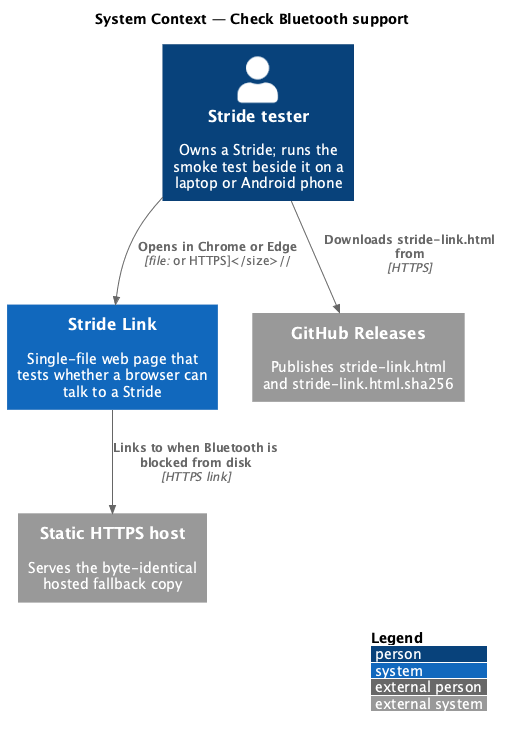 System Context — Check Bluetooth support
Stride tester
Owns a Stride; runs the
smoke test beside it on a
laptop or Android phone
Opens in Chrome or Edge
[file: or HTTPS]</size>//
Downloads stride-link.html
from
[HTTPS]
Stride Link
Single-file web page that
tests whether a browser can
talk to a Stride
GitHub Releases
Publishes stride-link.html
and stride-link.html.sha256
Links to when Bluetooth is
blocked from disk
[HTTPS link]
Static HTTPS host
Serves the byte-identical
hosted fallback copy
Legend
person
system
external person
external system